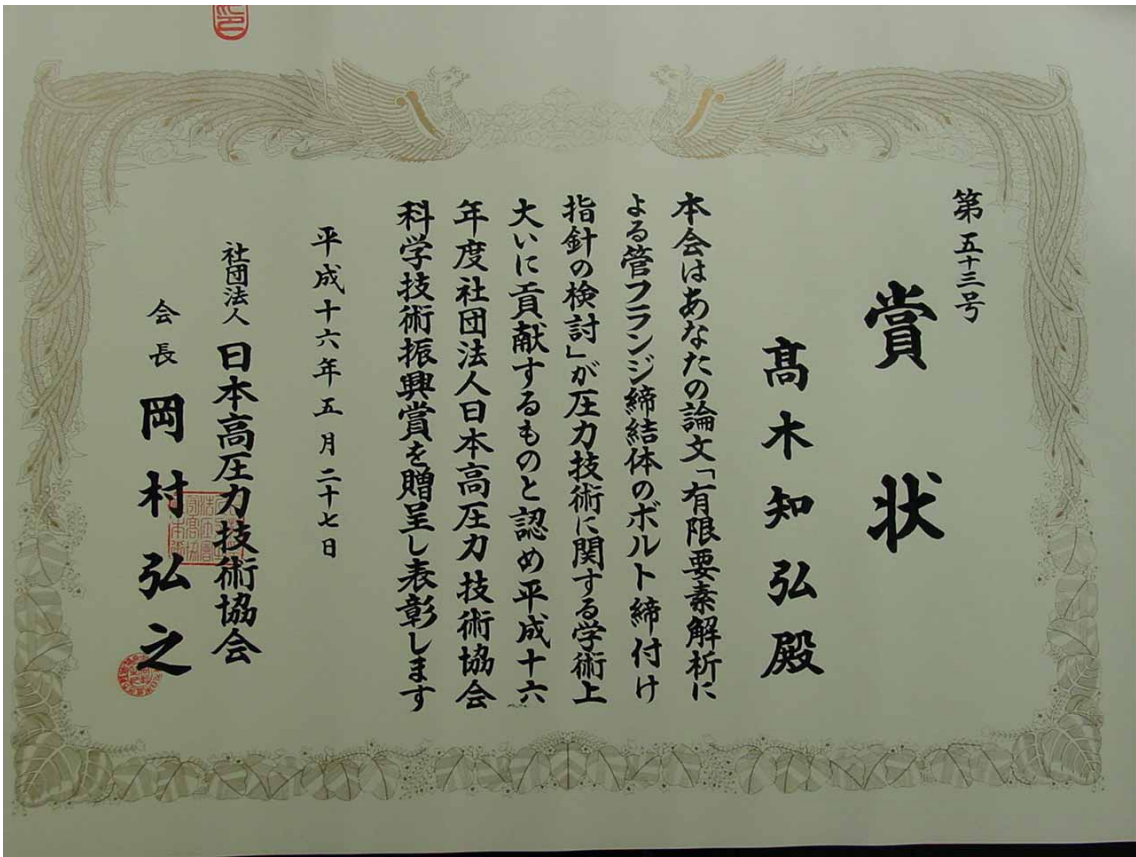 第五十三号
賞状
髙木知弘殿
本会はあなたの論文「有限要素解析に
よる管フランジ締結体のボルト締付け
指針の検討」が圧力技術に関する学術上
大いに貢献するものと認め平成十六
年度社団法人日本高圧力技術協会
科学技術振興賞を贈呈し表彰します
平成十六年五月二十七日
社団法人 日本高圧力技術協会
会長 岡村弘之